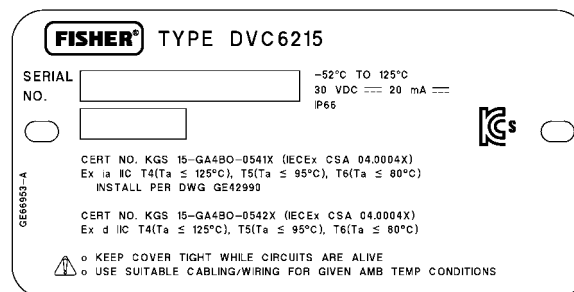 FISHER® TYPE DVC6215
SERIAL NO.
-52°C TO 125°C
30 VDC ⎓ 20 mA ⎓
IP66
KCs
CERT NO. KGS 15-GA4BO-0541X (IECEx CSA 04.0004X)
Ex ia IIC T4(Ta ≤ 125°C), T5(Ta ≤ 95°C), T6(Ta ≤ 80°C)
INSTALL PER DWG GE42990
CERT NO. KGS 15-GA4BO-0542X (IECEx CSA 04.0004X)
Ex d IIC T4(Ta ≤ 125°C), T5(Ta ≤ 95°C), T6(Ta ≤ 80°C)
o KEEP COVER TIGHT WHILE CIRCUITS ARE ALIVE
o USE SUITABLE CABLING/WIRING FOR GIVEN AMB TEMP CONDITIONS
GE66953-A